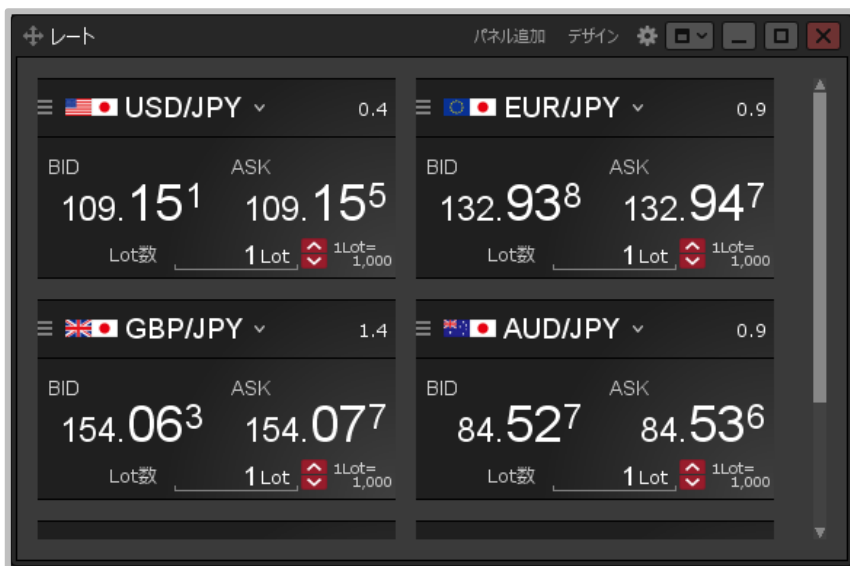 レート パネル追加 デザイン
USD/JPY 0.4
BID ASK
109.151 109.155
Lot数 1 Lot 1Lot=
1,000
EUR/JPY 0.9
BID ASK
132.938 132.947
Lot数 1 Lot 1Lot=
1,000
GBP/JPY 1.4
BID ASK
154.063 154.077
Lot数 1 Lot 1Lot=
1,000
AUD/JPY 0.9
BID ASK
84.527 84.536
Lot数 1 Lot 1Lot=
1,000